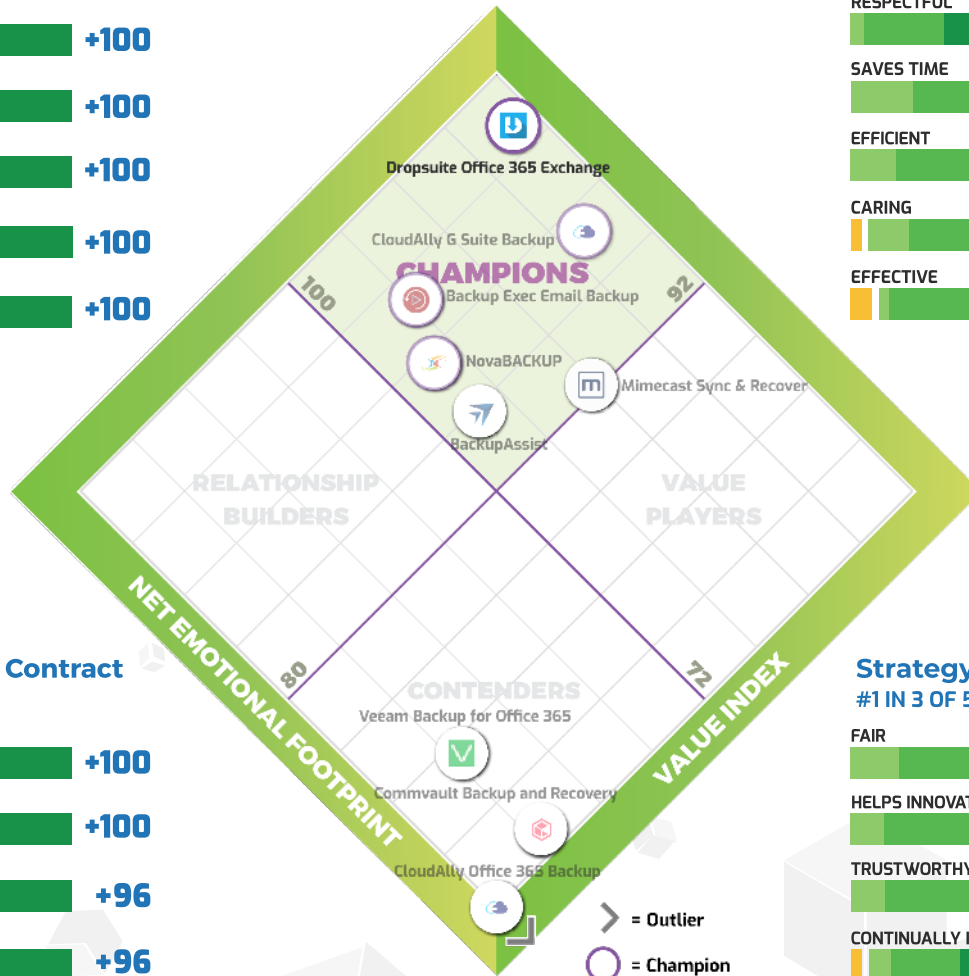 +100
+100
+100
+100
+100
RESPECTFUL
SAVES TIME
EFFICIENT
CARING
EFFECTIVE
Dropsuite Office 365 Exchange
CloudAlly G Suite Backup
CHAMPIONS
100
92
Backup Exec Email Backup
NovaBACKUP
Mimecast Sync & Recover
BackupAssist
RELATIONSHIP
BUILDERS
VALUE
PLAYERS
80
72
CONTENDERS
Veeam Backup for Office 365
Commvault Backup and Recovery
CloudAlly Office 365 Backup
NET EMOTIONAL FOOTPRINT
VALUE INDEX
= Outlier
= Champion
Contract
+100
+100
+96
+96
Strategy
#1 IN 3 OF 5
FAIR
HELPS INNOVAT
TRUSTWORTHY
CONTINUALLY